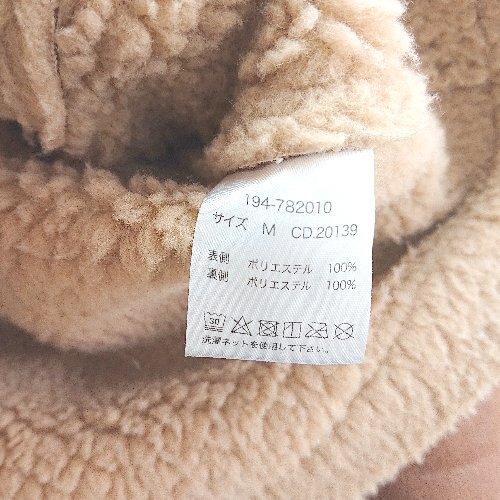 194-782010
サイズ M CD.20139
表側 ポリエステル 100%
裏側 ポリエステル 100%
洗濯ネットを使用して下さい。